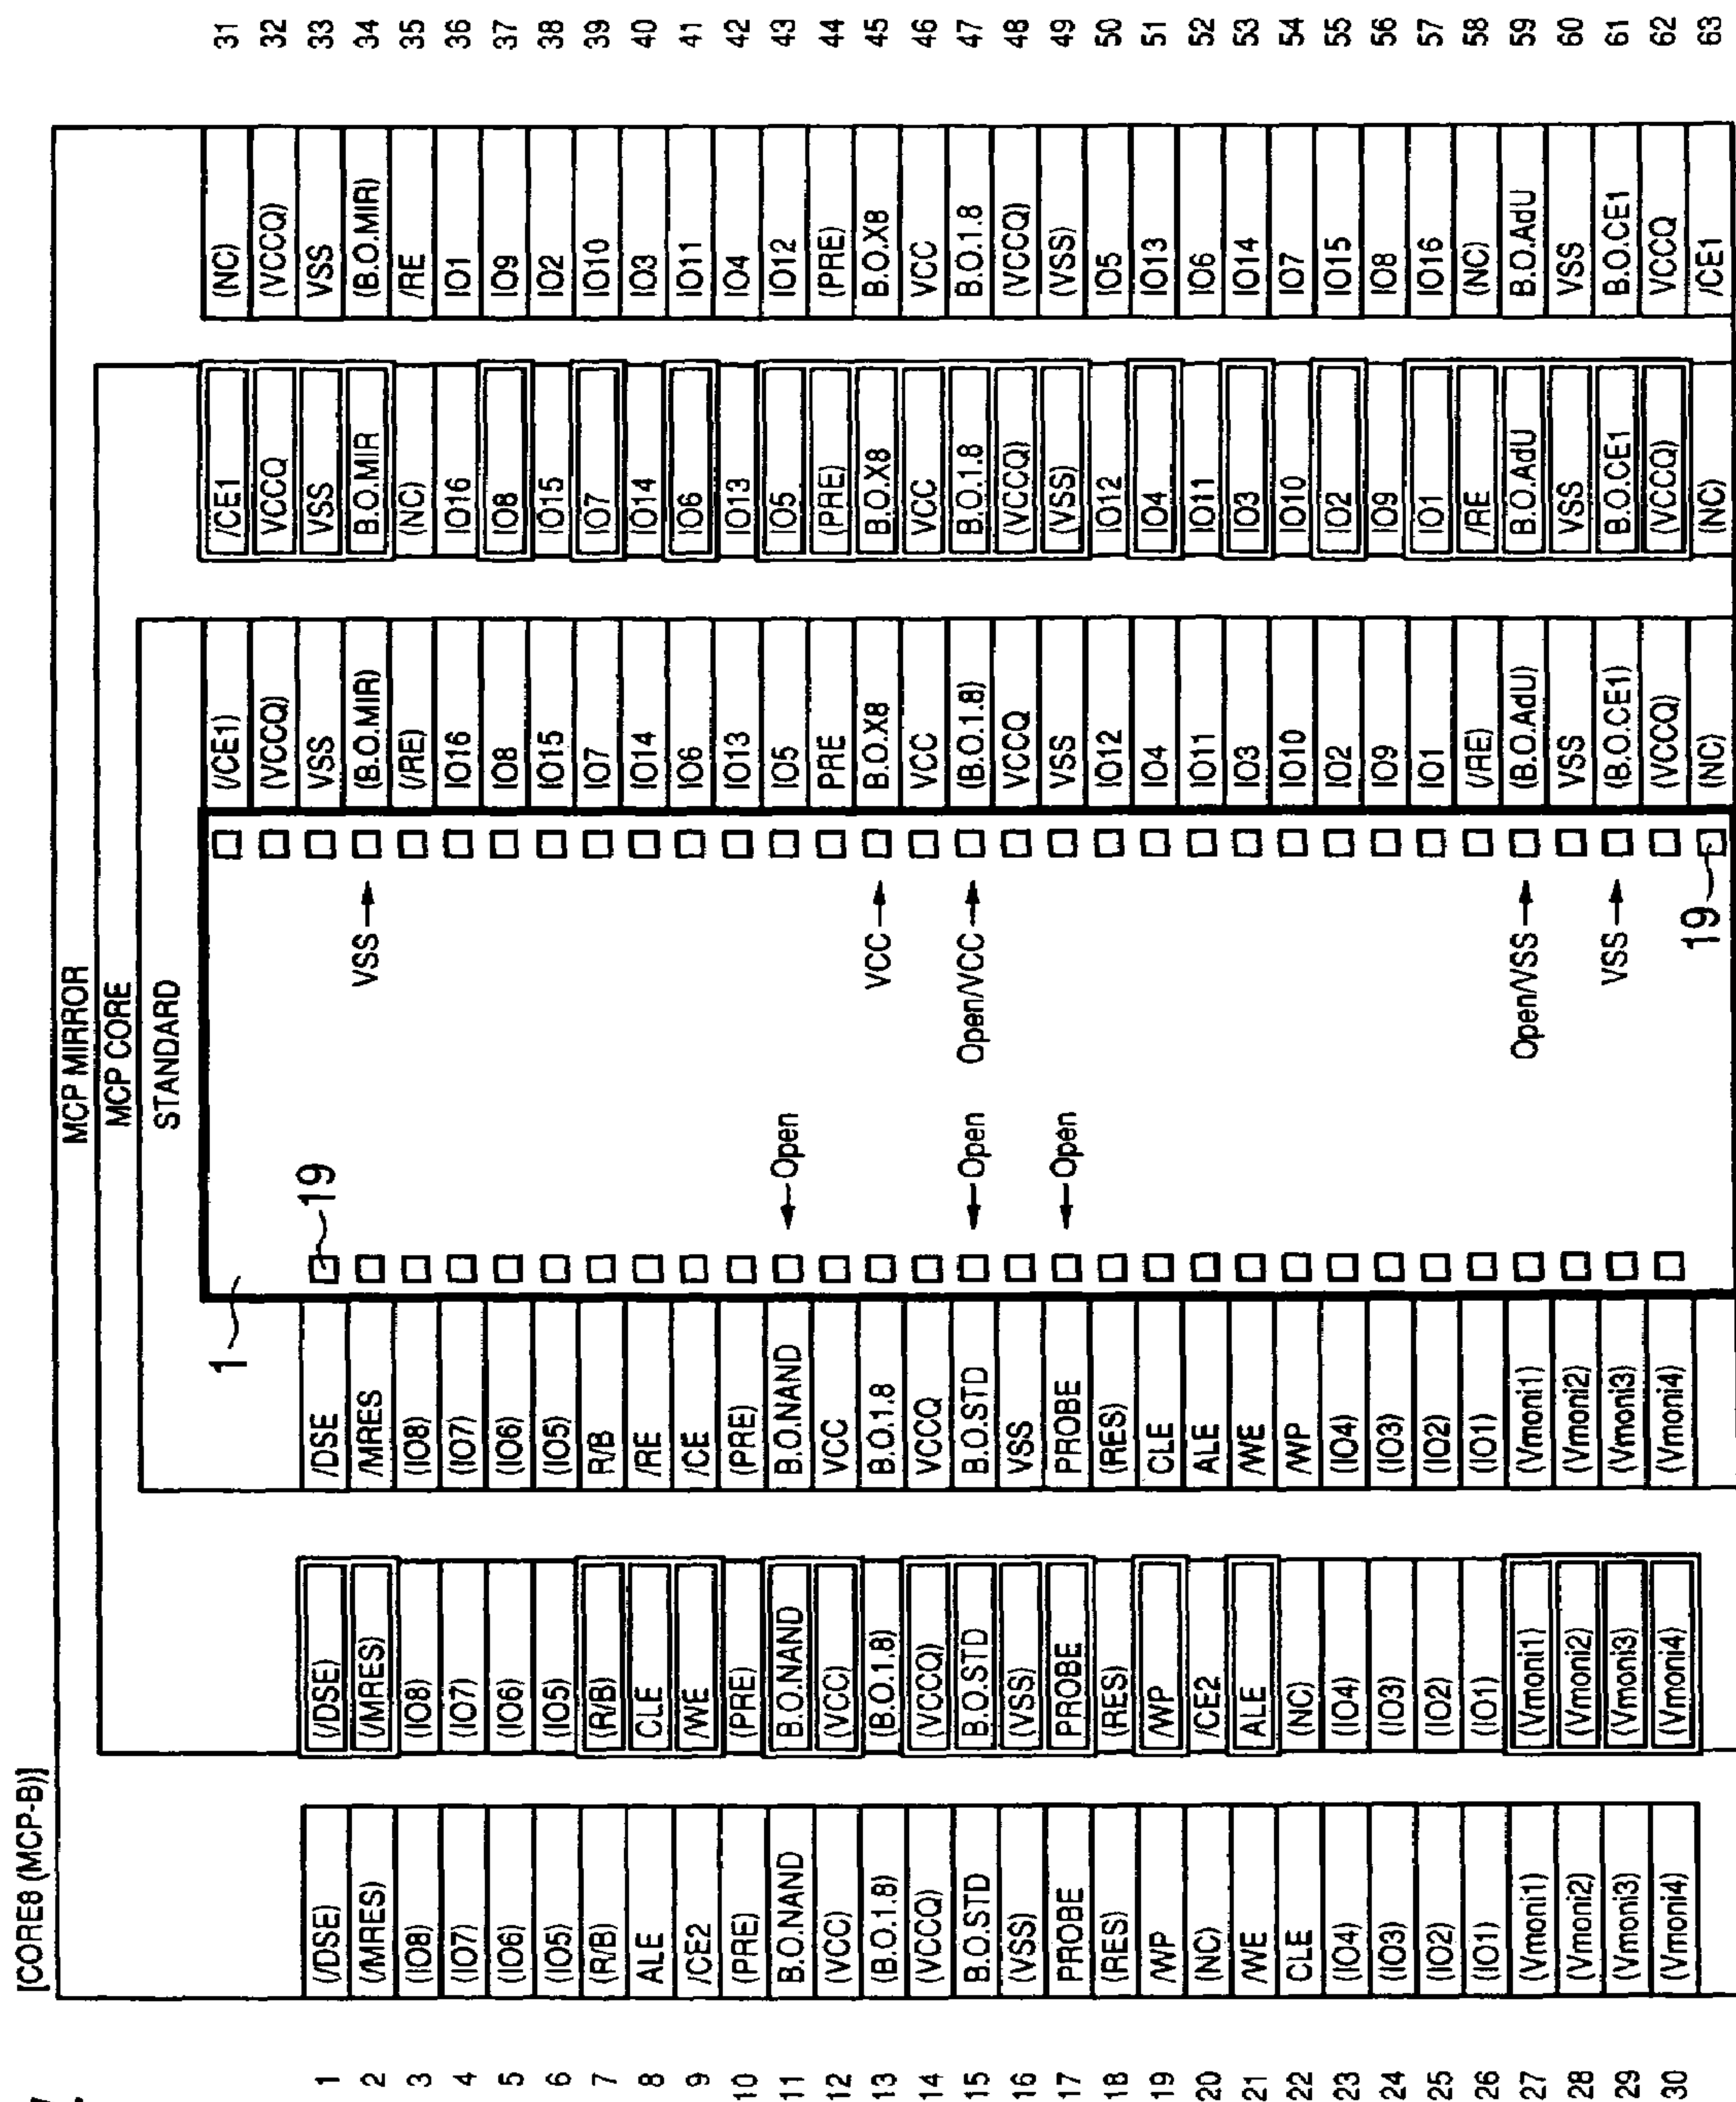 [CORE8 (MCP-B)]
MCP MIRROR
MCP CORE
STANDARD
1
2
3
4
5
6
7
8
9
10
11
12
13
14
15
16
17
18
19
20
21
22
23
24
25
26
27
28
29
30
(/DSE)
(/MRES)
(IO8)
(IO7)
(IO6)
(IO5)
(R/B)
ALE
/CE2
(PRE)
B.O.NAND
(VCC)
(B.O.1.8)
(VCCQ)
B.O.STD
(VSS)
PROBE
(RES)
/WP
(NC)
/WE
CLE
(IO4)
(IO3)
(IO2)
(IO1)
(Vmoni1)
(Vmoni2)
(Vmoni3)
(Vmoni4)
(/DSE)
(/MRES)
(IO8)
(IO7)
(IO6)
(IO5)
(R/B)
CLE
/WE
(PRE)
B.O.NAND
(VCC)
(B.O.1.8)
(VCCQ)
B.O.STD
(VSS)
PROBE
(RES)
/WP
/CE2
ALE
(NC)
(IO4)
(IO3)
(IO2)
(IO1)
(Vmoni1)
(Vmoni2)
(Vmoni3)
(Vmoni4)
/DSE
/MRES
(IO8)
(IO7)
(IO6)
(IO5)
R/B
/RE
/CE
(PRE)
B.O.NAND
VCC
B.O.1.8
VCCQ
B.O.STD
VSS
PROBE
(RES)
CLE
ALE
/WE
/WP
(IO4)
(IO3)
(IO2)
(IO1)
(Vmoni1)
(Vmoni2)
(Vmoni3)
(Vmoni4)
1
19
Open
Open
Open
VSS
VCC
Open/VCC
Open/VSS
VSS
19
(/CE1)
(VCCQ)
VSS
(B.O.MIR)
(/RE)
IO16
IO8
IO15
IO7
IO14
IO6
IO13
IO5
PRE
B.O.X8
VCC
(B.O.1.8)
VCCQ
VSS
IO12
IO4
IO11
IO3
IO10
IO2
IO9
IO1
(/RE)
(B.O.AdU)
VSS
(B.O.CE1)
(VCCQ)
(NC)
/CE1
VCCQ
VSS
B.O.MIR
(NC)
IO16
IO8
IO15
IO7
IO14
IO6
IO13
IO5
(PRE)
B.O.X8
VCC
B.O.1.8
(VCCQ)
(VSS)
IO12
IO4
IO11
IO3
IO10
IO2
IO9
IO1
/RE
B.O.AdU
VSS
B.O.CE1
(VCCQ)
(NC)
(NC)
(VCCQ)
VSS
(B.O.MIR)
/RE
IO1
IO9
IO2
IO10
IO3
IO11
IO4
IO12
(PRE)
B.O.X8
VCC
B.O.1.8
(VCCQ)
(VSS)
IO5
IO13
IO6
IO14
IO7
IO15
IO8
IO16
(NC)
B.O.AdU
VSS
B.O.CE1
VCCQ
/CE1
31
32
33
34
35
36
37
38
39
40
41
42
44
45
46
47
48
49
50
51
52
53
54
55
56
57
58
59
60
61
62
63